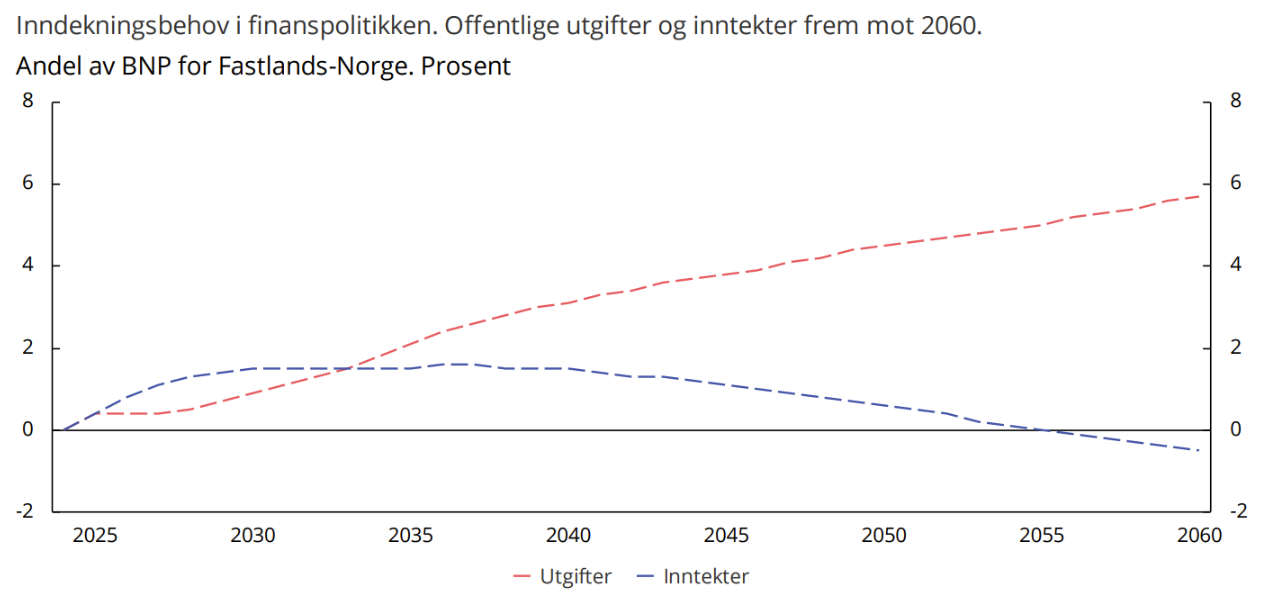 Inndekningsbehov i finanspolitikken. Offentlige utgifter og inntekter frem mot 2060.
Andel av BNP for Fastlands-Norge. Prosent
8 8
6 6
4 4
2 2
0 0
-2 -2
2025 2030 2035 2040 2045 2050 2055 2060
Utgifter Inntekter